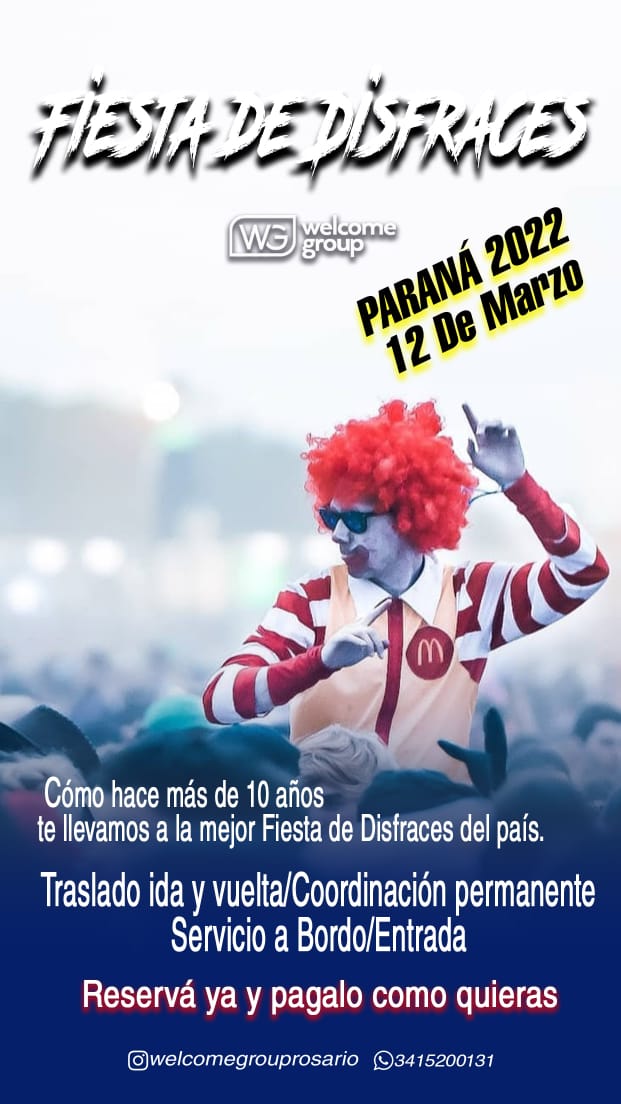 FIESTA DE DISFRACES
WG welcome
group
PARANÁ 2022
12 De Marzo
M
Cómo hace más de 10 años
te llevamos a la mejor Fiesta de Disfraces del país.
Traslado ida y vuelta/Coordinación permanente
Servicio a Bordo/Entrada
Reservá ya y pagalo como quieras
welcomegrouprosario 3415200131